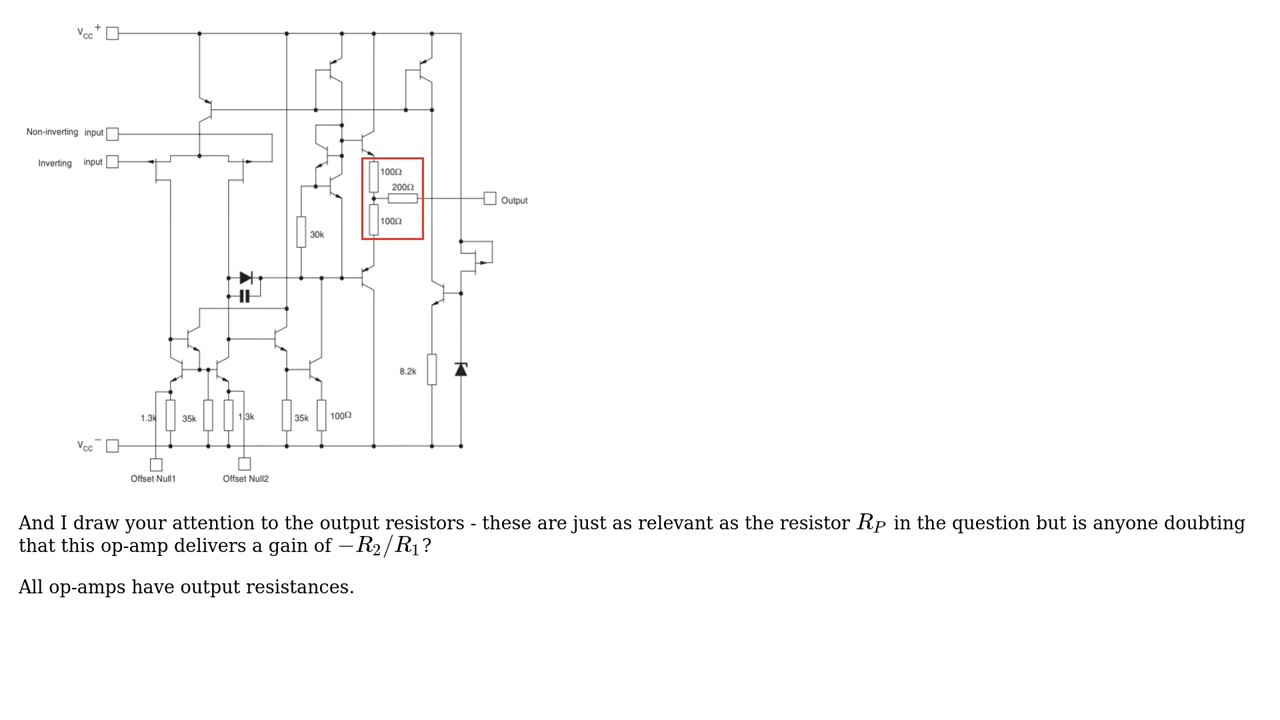 VCC+
Non-inverting input
Inverting input
100Ω
200Ω
100Ω
Output
30k
8.2k
1.3k
35k
1.3k
35k
100Ω
VCC−
Offset Null1
Offset Null2
And I draw your attention to the output resistors - these are just as relevant as the resistor RP in the question but is anyone doubting
that this op-amp delivers a gain of −R2/R1?
All op-amps have output resistances.